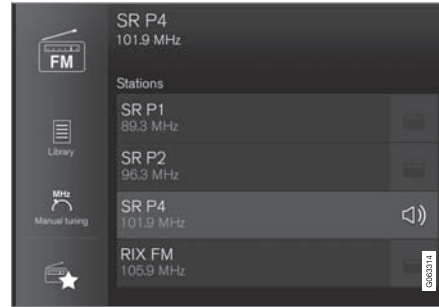 FM
Library
MHz
Manual tuning
SR P4
101.9 MHz
Stations
SR P1
89.3 MHz
SR P2
96.3 MHz
SR P4
101.9 MHz
RIX FM
105.9 MHz
G063314